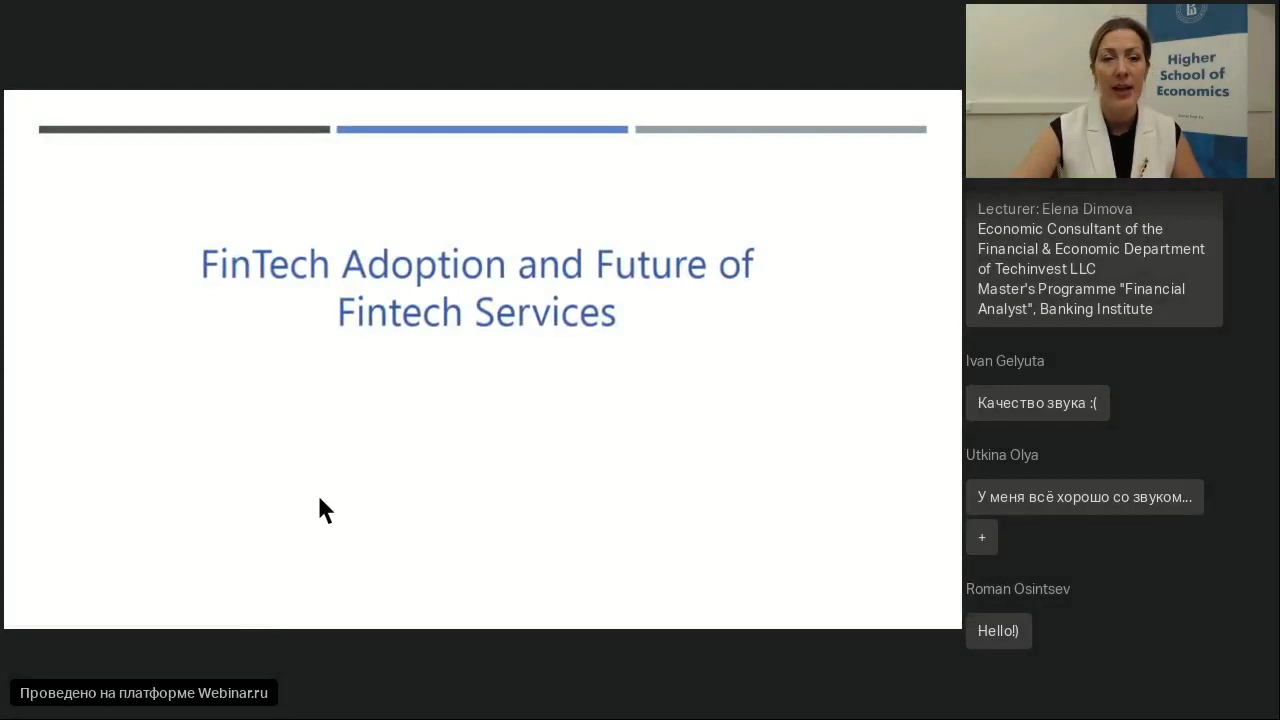 FinTech Adoption and Future of
Fintech Services
Higher
School of
Economics
Lecturer: Elena Dimova
Economic Consultant of the
Financial & Economic Department
of Techinvest LLC
Master's Programme "Financial
Analyst", Banking Institute
Ivan Gelyuta
Качество звука :(
Utkina Olya
У меня всё хорошо со звуком...
+
Roman Osintsev
Hello!)
Проведено на платформе Webinar.ru